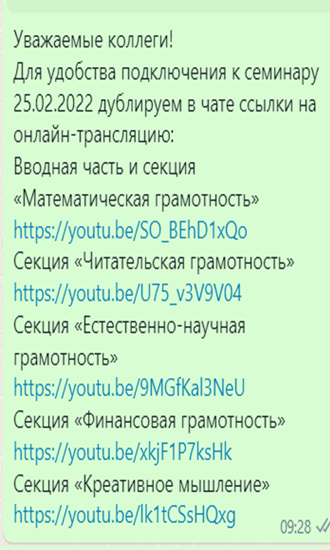 Уважаемые коллеги!
Для удобства подключения к семинару
25.02.2022 дублируем в чате ссылки на
онлайн-трансляцию:
Вводная часть и секция
«Математическая грамотность»
https://youtu.be/SO_BEhD1xQo
Секция «Читательская грамотность»
https://youtu.be/U75_v3V9V04
Секция «Естественно-научная
грамотность»
https://youtu.be/9MGfKal3NeU
Секция «Финансовая грамотность»
https://youtu.be/xkjF1P7ksHk
Секция «Креативное мышление»
https://youtu.be/lk1tCSsHQxg
09:28